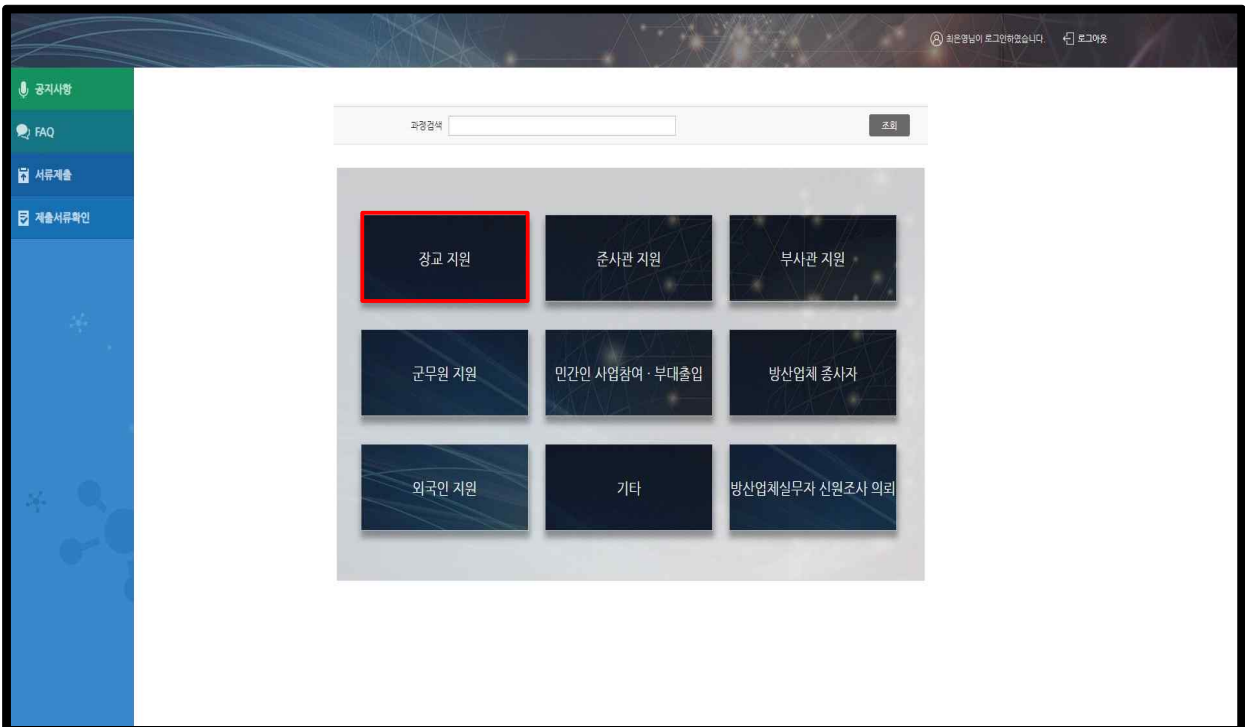 최은영님이 로그인하였습니다. 로그아웃
공지사항
FAQ
서류제출
제출서류확인
과정검색 조회
장교 지원 준사관 지원 부사관 지원
군무원 지원 민간인 사업참여 · 부대출입 방산업체 종사자
외국인 지원 기타 방산업체실무자 신원조사 의뢰